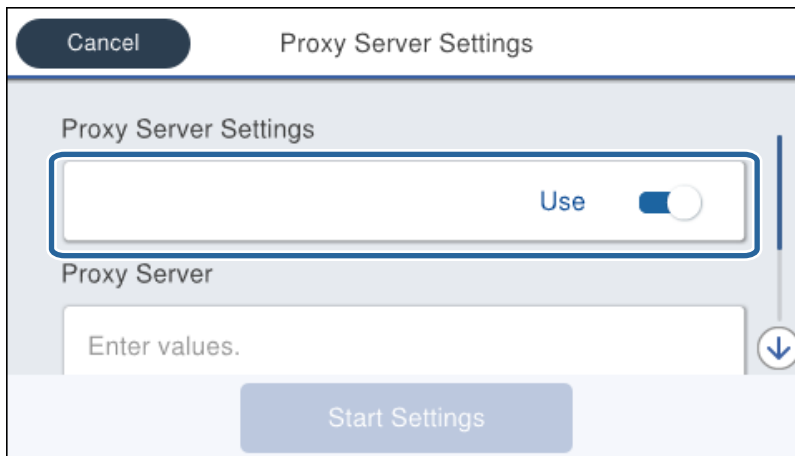 Cancel Proxy Server Settings
Proxy Server Settings
Use
Proxy Server
Enter values.
Start Settings